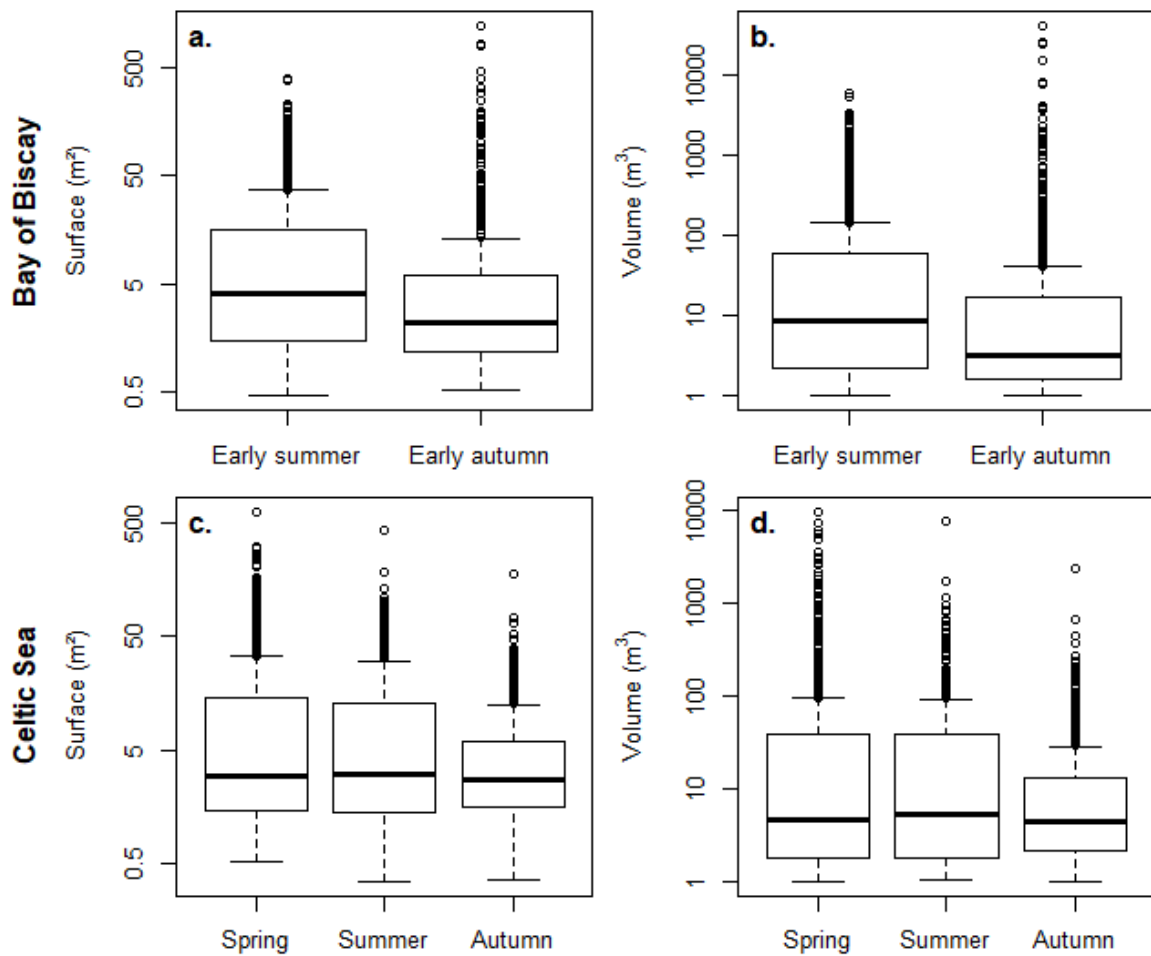 Bay of Biscay
a.
Surface (m²)
500
50
5
0.5
Early summer
Early autumn
b.
Volume (m³)
10000
1000
100
10
1
Early summer
Early autumn
Celtic Sea
c.
Surface (m²)
500
50
5
0.5
Spring
Summer
Autumn
d.
Volume (m³)
10000
1000
100
10
1
Spring
Summer
Autumn